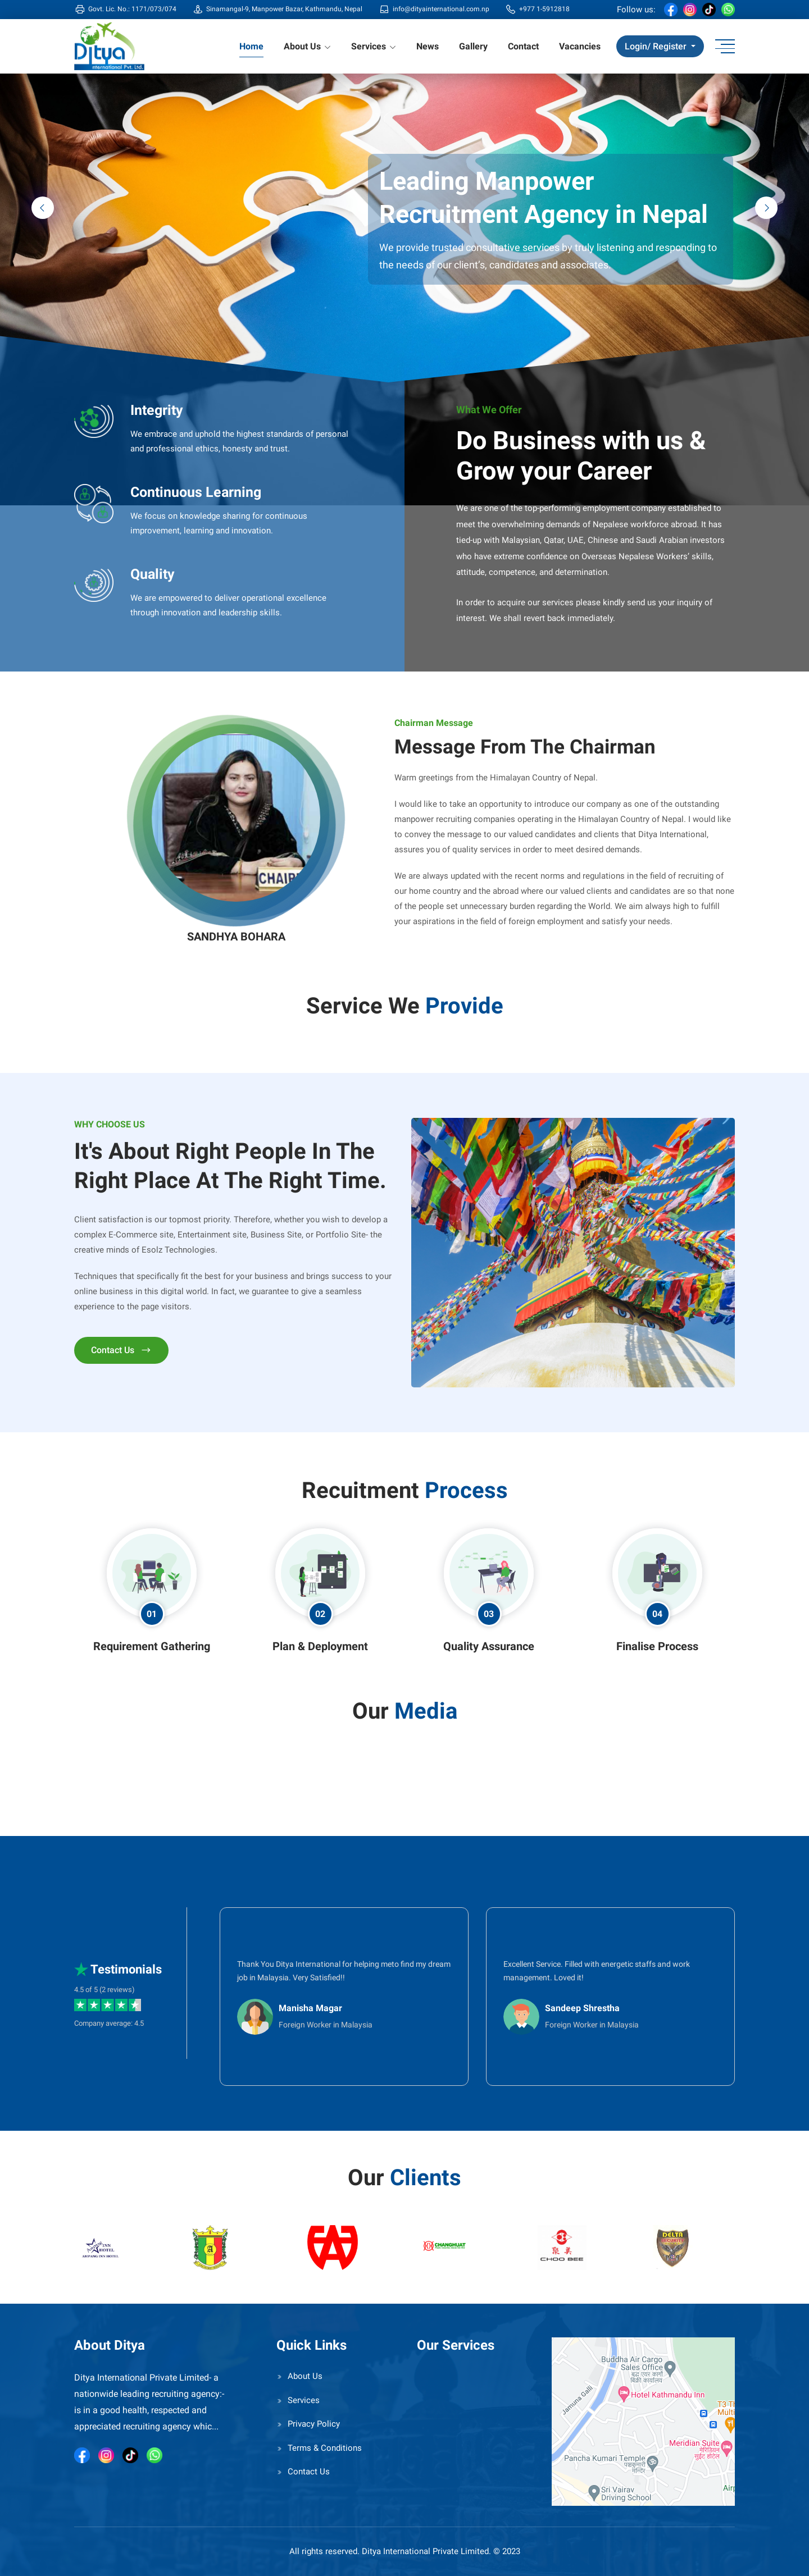 Govt. Lic. No.: 1171/073/074
Sinamangal-9, Manpower Bazar, Kathmandu, Nepal
info@dityainternational.com.np
+977 1-5912818
Follow us:
Ditya
International Pvt. Ltd.
Home
About Us
Services
News
Gallery
Contact
Vacancies
Login/ Register
Leading Manpower
Recruitment Agency in Nepal
We provide trusted consultative services by truly listening and responding to
the needs of our client's, candidates and associates.
Integrity
We embrace and uphold the highest standards of personal
and professional ethics, honesty and trust.
Continuous Learning
We focus on knowledge sharing for continuous
improvement, learning and innovation.
Quality
We are empowered to deliver operational excellence
through innovation and leadership skills.
What We Offer
Do Business with us &
Grow your Career
We are one of the top-performing employment company established to
meet the overwhelming demands of Nepalese workforce abroad. It has
tied-up with Malaysian, Qatar, UAE, Chinese and Saudi Arabian investors
who have extreme confidence on Overseas Nepalese Workers' skills,
attitude, competence, and determination.
In order to acquire our services please kindly send us your inquiry of
interest. We shall revert back immediately.
CHAIR
SANDHYA BOHARA
Chairman Message
Message From The Chairman
Warm greetings from the Himalayan Country of Nepal.
I would like to take an opportunity to introduce our company as one of the outstanding
manpower recruiting companies operating in the Himalayan Country of Nepal. I would like
to convey the message to our valued candidates and clients that Ditya International,
assures you of quality services in order to meet desired demands.
We are always updated with the recent norms and regulations in the field of recruiting of
our home country and the abroad where our valued clients and candidates are so that none
of the people set unnecessary burden regarding the World. We aim always high to fulfill
your aspirations in the field of foreign employment and satisfy your needs.
Service We Provide
WHY CHOOSE US
It's About Right People In The
Right Place At The Right Time.
Client satisfaction is our topmost priority. Therefore, whether you wish to develop a
complex E-Commerce site, Entertainment site, Business Site, or Portfolio Site- the
creative minds of Esolz Technologies.
Techniques that specifically fit the best for your business and brings success to your
online business in this digital world. In fact, we guarantee to give a seamless
experience to the page visitors.
Contact Us
Recuitment Process
01
Requirement Gathering
02
Plan & Deployment
03
Quality Assurance
04
Finalise Process
Our Media
Testimonials
4.5 of 5 (2 reviews)
Company average: 4.5
Thank You Ditya International for helping meto find my dream
job in Malaysia. Very Satisfied!!
Manisha Magar
Foreign Worker in Malaysia
Excellent Service. Filled with energetic staffs and work
management. Loved it!
Sandeep Shrestha
Foreign Worker in Malaysia
Our Clients
INN
HOTEL
a
CHANGHUAT
聚美
CHOO BEE
DELTA
About Ditya
Ditya International Private Limited- a
nationwide leading recruiting agency:-
is in a good health, respected and
appreciated recruiting agency whic...
Quick Links
About Us
Services
Privacy Policy
Terms & Conditions
Contact Us
Our Services
Buddha Air Cargo
Sales Office
बुद्ध एयर कार्गो
बिक्री कार्यालय
Jamuna Galli
Hotel Kathmandu Inn
T3 Ti
Multi
Meridian Suite
मेरिडियन
सुईट होटल
Pancha Kumari Temple
पञ्चकुमारी
मन्दिर
Airp
Sri Vairav
Driving School
All rights reserved. Ditya International Private Limited. © 2023